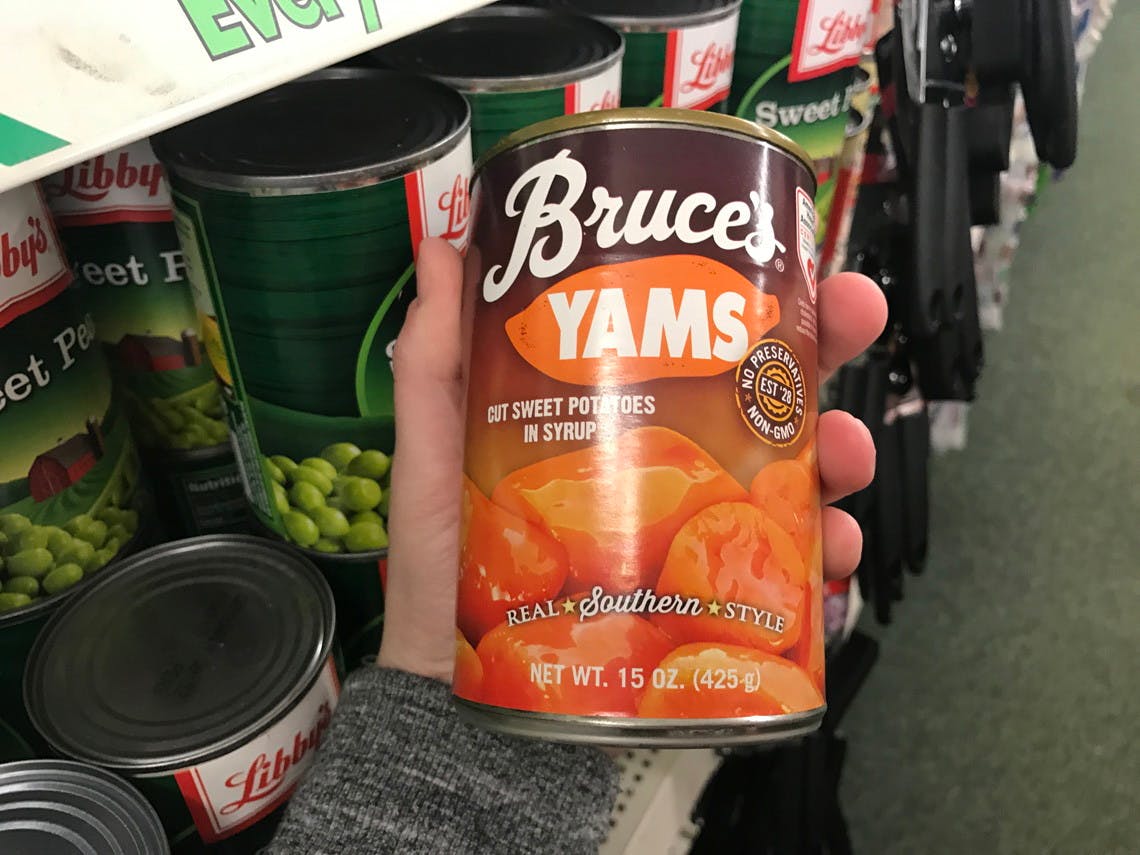 Every
Libby's
Libby's
Sweet
Libby's
Bruce's®
YAMS
NO PRESERVATIVES
EST '28
NON-GMO
CUT SWEET POTATOES
IN SYRUP
REAL ★ Southern ★ STYLE
NET WT. 15 OZ. (425 g)
Libby's